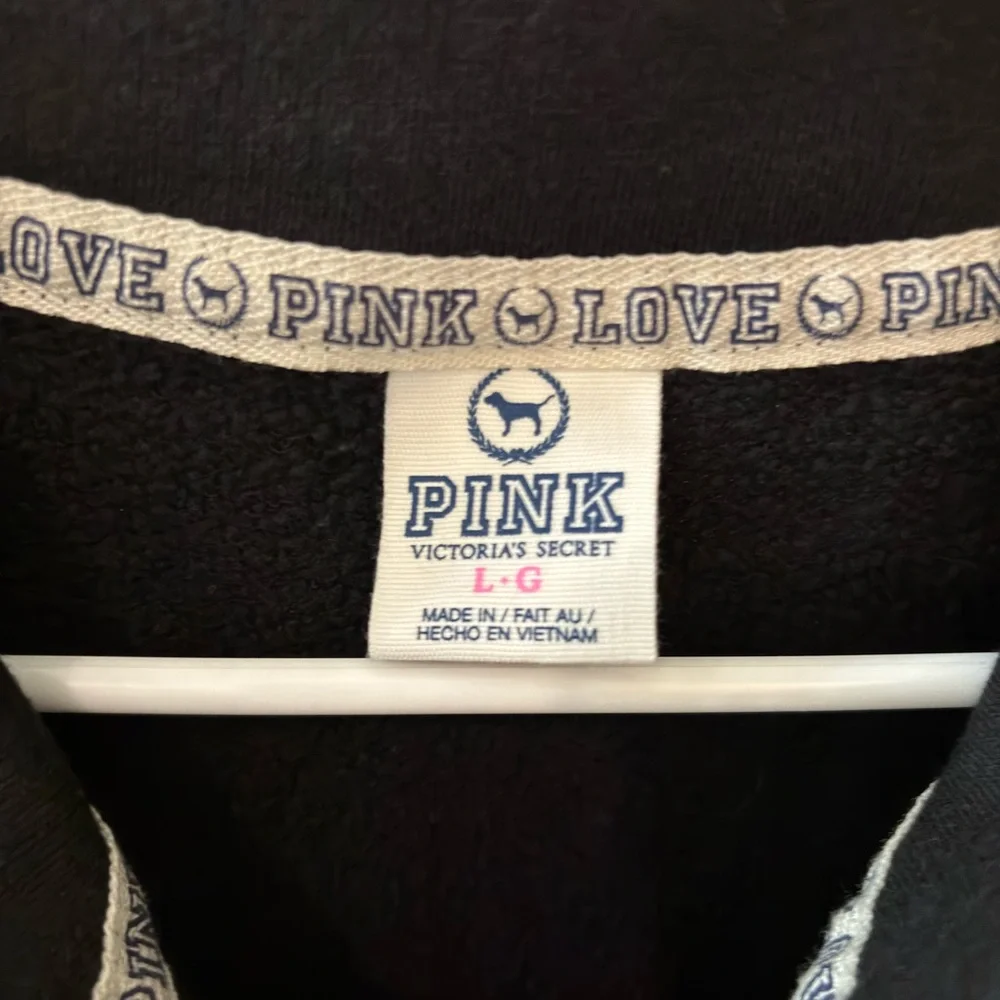 LOVE PINK LOVE PIN
PINK
VICTORIA'S SECRET
L•G
MADE IN / FAIT AU /
HECHO EN VIETNAM